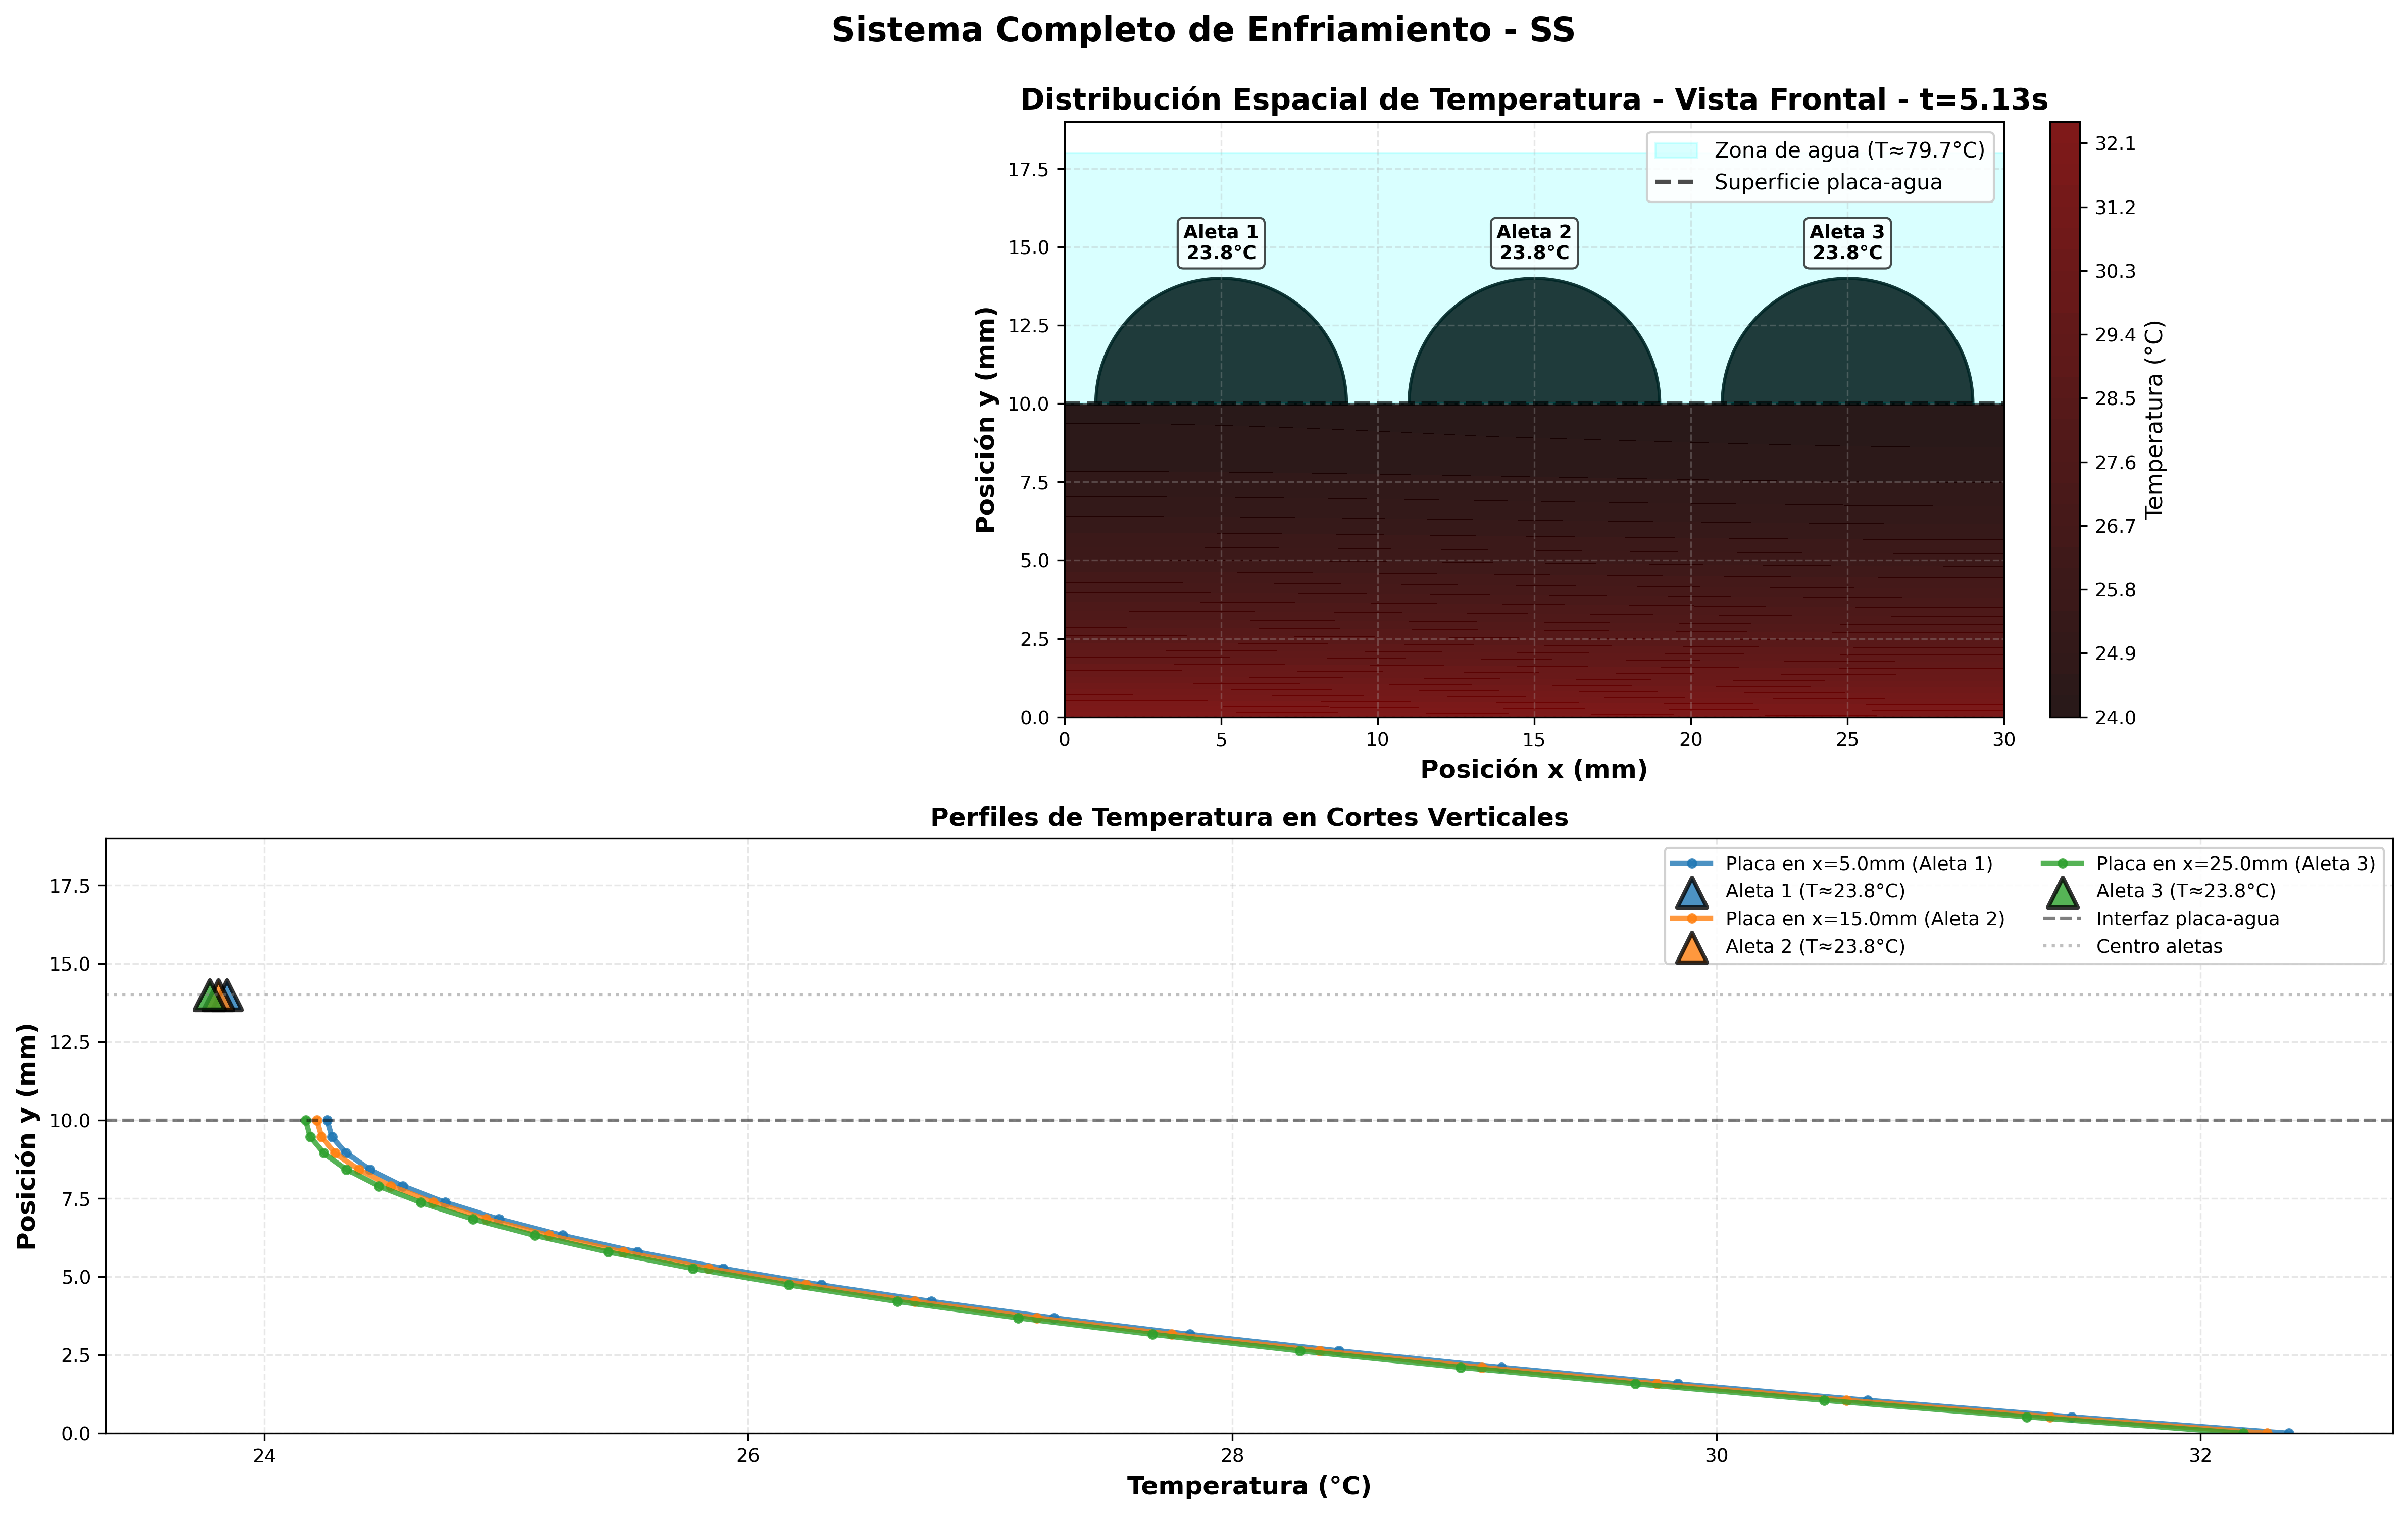 Sistema Completo de Enfriamiento - SS
Distribución Espacial de Temperatura - Vista Frontal - t=5.13s
Zona de agua (T≈79.7°C)
Superficie placa-agua
Aleta 1
23.8°C
Aleta 2
23.8°C
Aleta 3
23.8°C
Posición y (mm)
17.5
15.0
12.5
10.0
7.5
5.0
2.5
0.0
0
5
10
15
20
25
30
Posición x (mm)
32.1
31.2
30.3
29.4
28.5
27.6
26.7
25.8
24.9
24.0
Temperatura (°C)
Perfiles de Temperatura en Cortes Verticales
Placa en x=5.0mm (Aleta 1)
Aleta 1 (T≈23.8°C)
Placa en x=15.0mm (Aleta 2)
Aleta 2 (T≈23.8°C)
Placa en x=25.0mm (Aleta 3)
Aleta 3 (T≈23.8°C)
Interfaz placa-agua
Centro aletas
Posición y (mm)
17.5
15.0
12.5
10.0
7.5
5.0
2.5
0.0
24
26
28
30
32
Temperatura (°C)